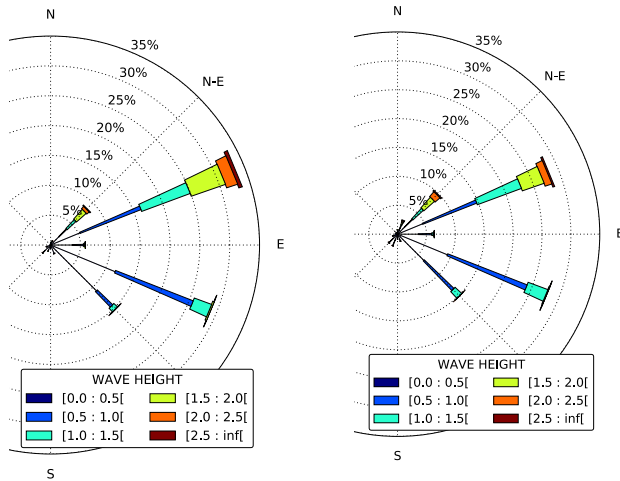 N
35%
30%
N-E
25%
20%
15%
10%
5%
E
WAVE HEIGHT
[0.0 : 0.5[
[1.5 : 2.0[
[0.5 : 1.0[
[2.0 : 2.5[
[1.0 : 1.5[
[2.5 : inf[
S
N
35%
30%
N-E
25%
20%
15%
10%
5%
E
WAVE HEIGHT
[0.0 : 0.5[
[1.5 : 2.0[
[0.5 : 1.0[
[2.0 : 2.5[
[1.0 : 1.5[
[2.5 : inf[
S